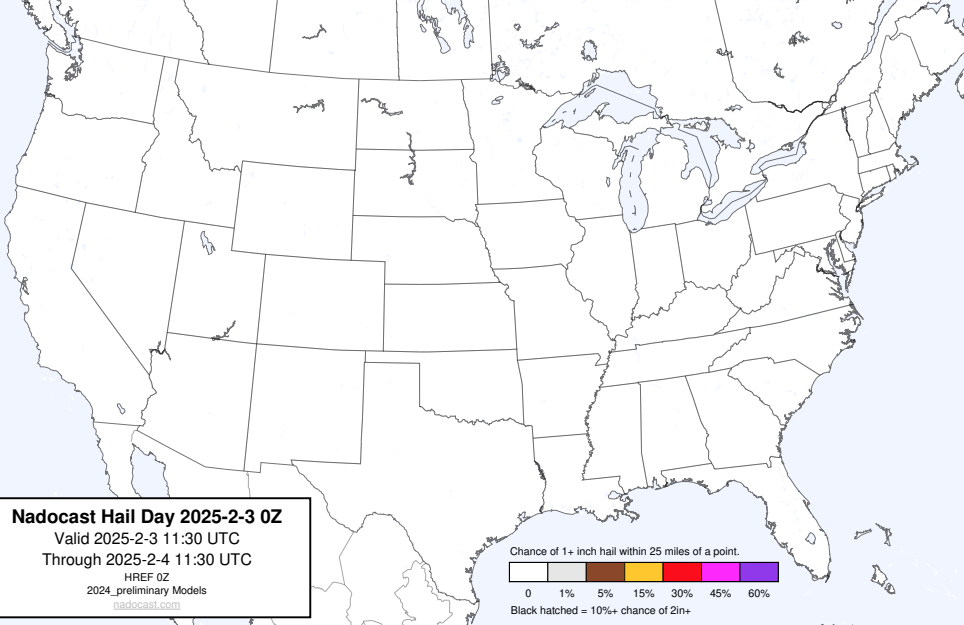 Nadocast Hail Day 2025-2-3 0Z
Valid 2025-2-3 11:30 UTC
Through 2025-2-4 11:30 UTC
HREF 0Z
2024_preliminary Models
nadocast.com
Chance of 1+ inch hail within 25 miles of a point.
0 1% 5% 15% 30% 45% 60%
Black hatched = 10%+ chance of 2in+